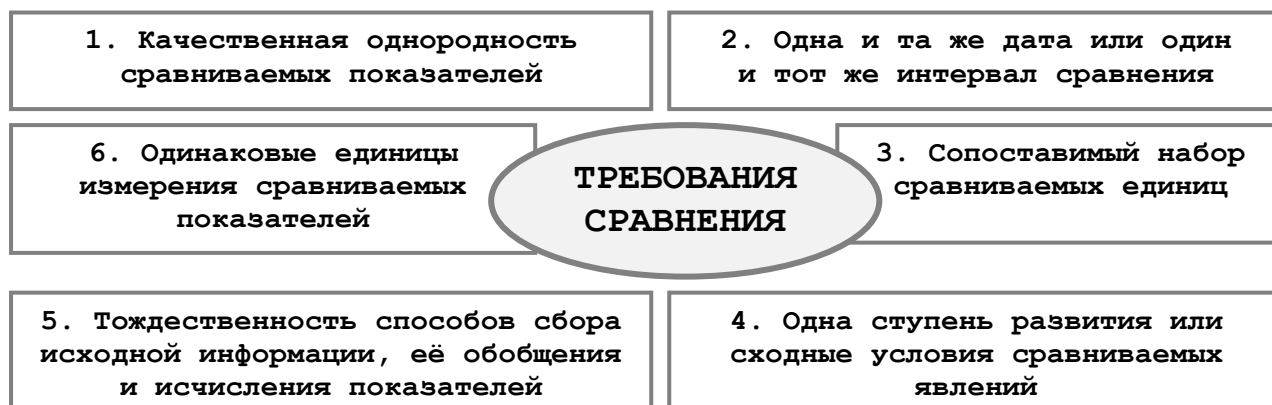 1. Качественная однородность
сравниваемых показателей
2. Одна и та же дата или один
и тот же интервал сравнения
6. Одинаковые единицы
измерения сравниваемых
показателей
ТРЕБОВАНИЯ
СРАВНЕНИЯ
3. Сопоставимый набор
сравниваемых единиц
5. Тождественность способов сбора
исходной информации, её обобщения
и исчисления показателей
4. Одна ступень развития или
сходные условия сравниваемых
явлений